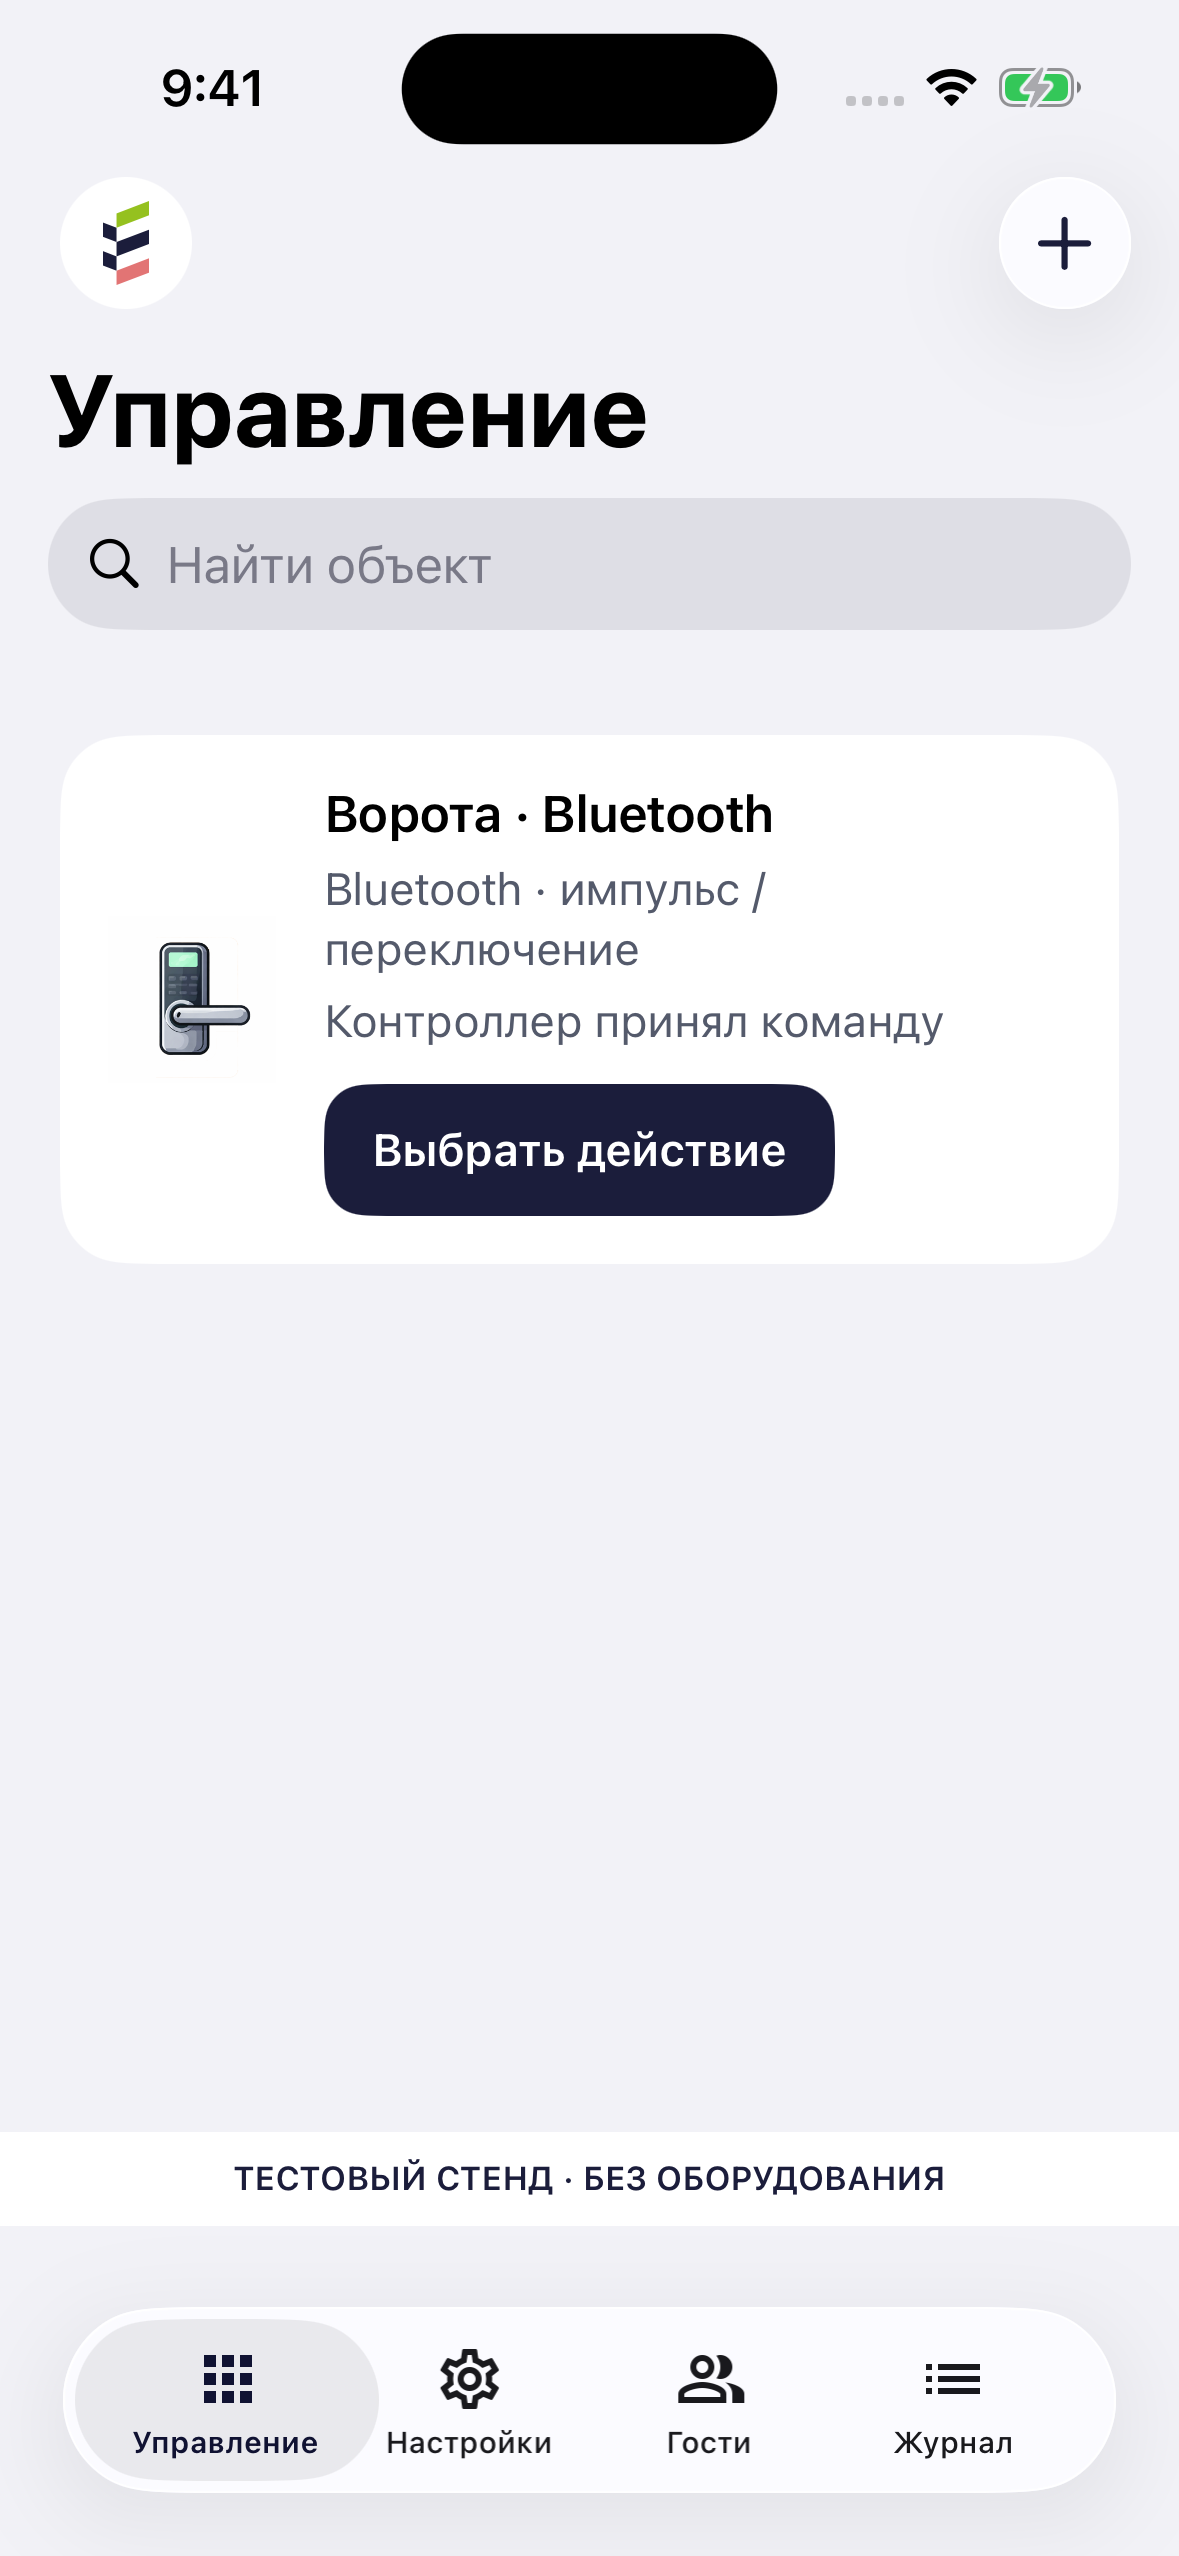 9:41
Управление
Найти объект
Ворота · Bluetooth
Bluetooth · импульс /
переключение
Контроллер принял команду
Выбрать действие
ТЕСТОВЫЙ СТЕНД · БЕЗ ОБОРУДОВАНИЯ
Управление
Настройки
Гости
Журнал